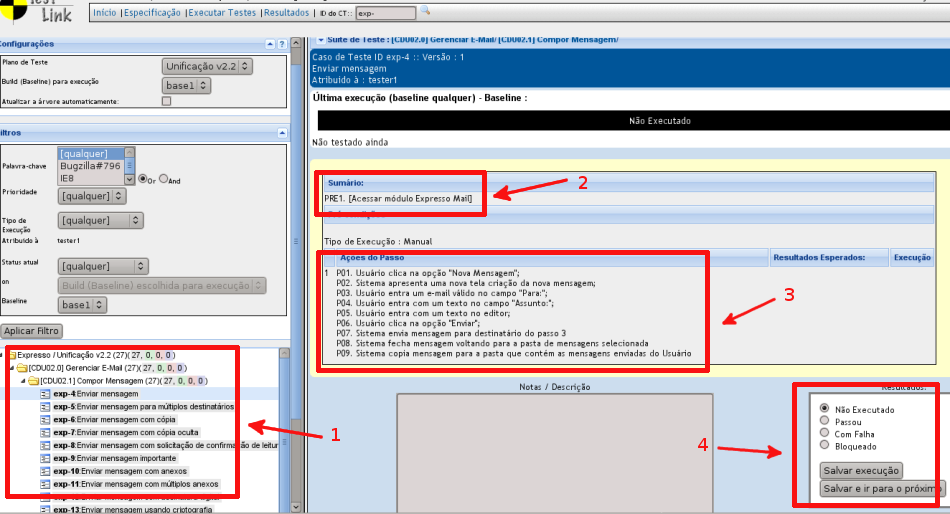 Link
Início |Especificação |Executar Testes |Resultados | ID do CT:: exp-
Configurações
Plano de Teste
Unificação v2.2
Build (Baseline) para execução
base1
Atualizar a árvore automaticamente:
Filtros
Palavra-chave
[qualquer]
Bugzilla#796
IE8
Or And
Prioridade
[qualquer]
Tipo de
Execução
[qualquer]
Atribuído à tester1
Status atual
[qualquer]
on
Build (Baseline) escolhida para execução
Baseline
base1
Aplicar Filtro
Expresso / Unificação v2.2 (27)( 27, 0, 0, 0 )
[CDU02.0] Gerenciar E-Mail (27)( 27, 0, 0, 0 )
[CDU02.1] Compor Mensagem (27)( 27, 0, 0, 0 )
exp-4:Enviar mensagem
exp-5:Enviar mensagem para múltiplos destinatários
exp-6:Enviar mensagem com cópia
exp-7:Enviar mensagem com cópia oculta
exp-8:Enviar mensagem com solicitação de confirmação de leitur
exp-9:Enviar mensagem importante
exp-10:Enviar mensagem com anexos
exp-11:Enviar mensagem com múltiplos anexos
exp-13:Enviar mensagem usando criptografia
1
Suite de Teste : [CDU02.0] Gerenciar E-Mail/ [CDU02.1] Compor Mensagem/
Caso de Teste ID exp-4 :: Versão : 1
Enviar mensagem
Atribuído à : tester1
Última execução (baseline qualquer) - Baseline :
Não Executado
Não testado ainda
Sumário:
PRE1. [Acessar módulo Expresso Mail]
2
Tipo de Execução : Manual
Ações do Passo Resultados Esperados: Execução
1 P01. Usuário clica na opção "Nova Mensagem";
P02. Sistema apresenta uma nova tela criação da nova mensagem;
P03. Usuário entra um e-mail válido no campo "Para:";
P04. Usuário entra com um texto no campo "Assunto:";
P05. Usuário entra com um texto no editor;
P06. Usuário clica na opção "Enviar";
P07. Sistema envia mensagem para destinatário do passo 3
P08. Sistema fecha mensagem voltando para a pasta de mensagens selecionada
P09. Sistema copia mensagem para a pasta que contém as mensagens enviadas do Usuário
3
Notas / Descrição
Resultados:
Não Executado
Passou
Com Falha
Bloqueado
Salvar execução
Salvar e ir para o próximo
4